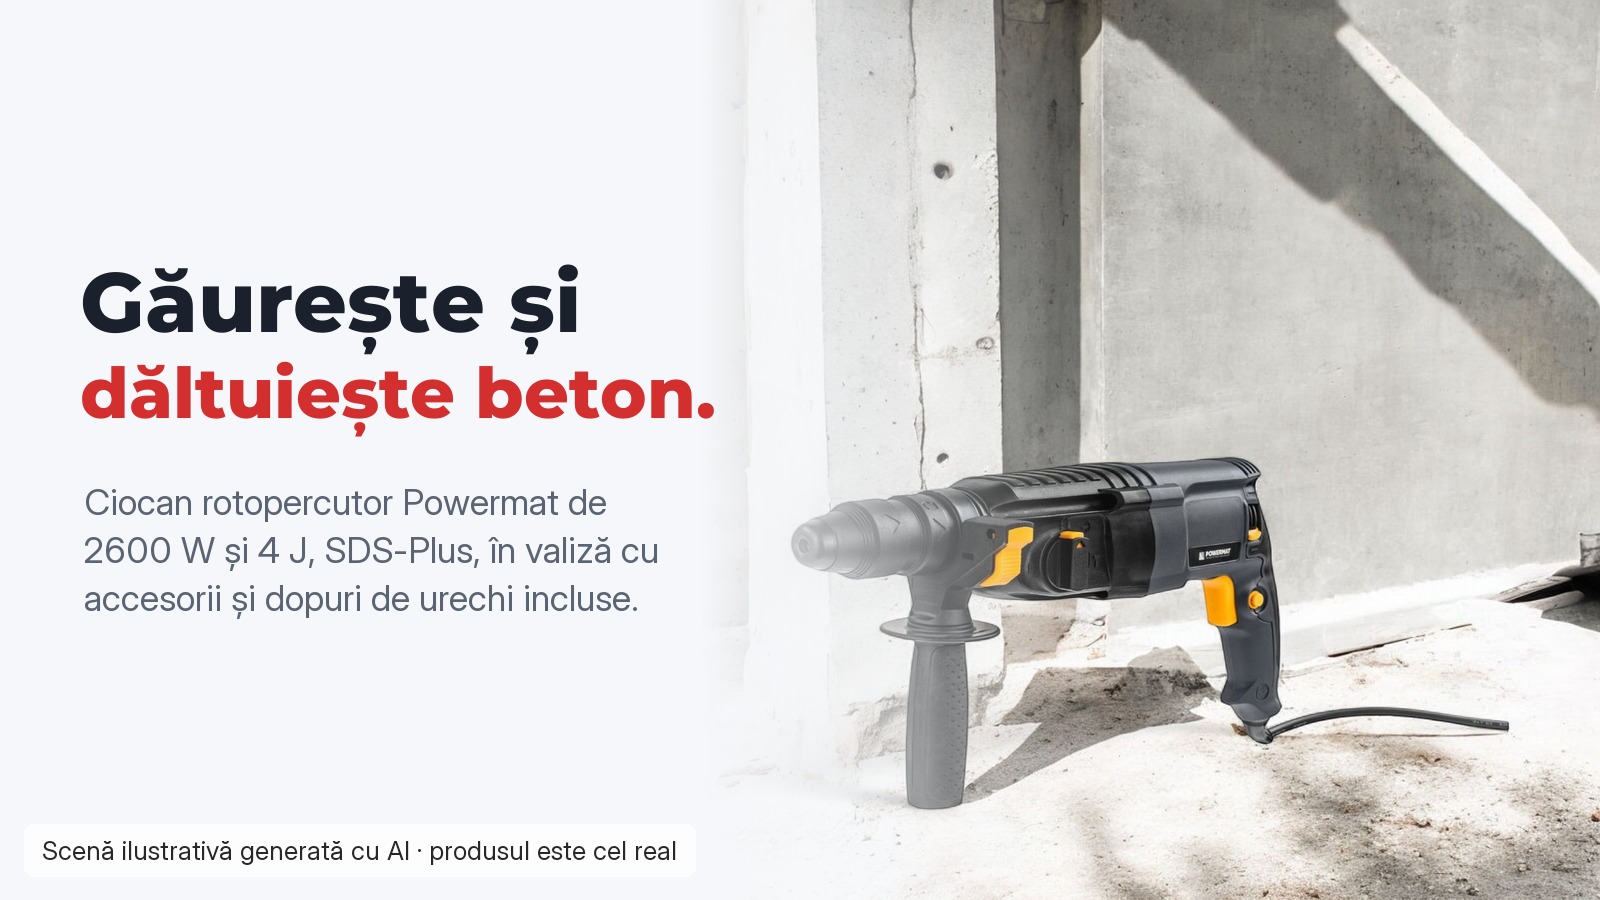 Găurește și
dăltuiește beton.
Ciocan rotopercutor Powermat de
2600 W și 4 J, SDS-Plus, în valiză cu
accesorii și dopuri de urechi incluse.
POWERMAT
Scenă ilustrativă generată cu AI · produsul este cel real